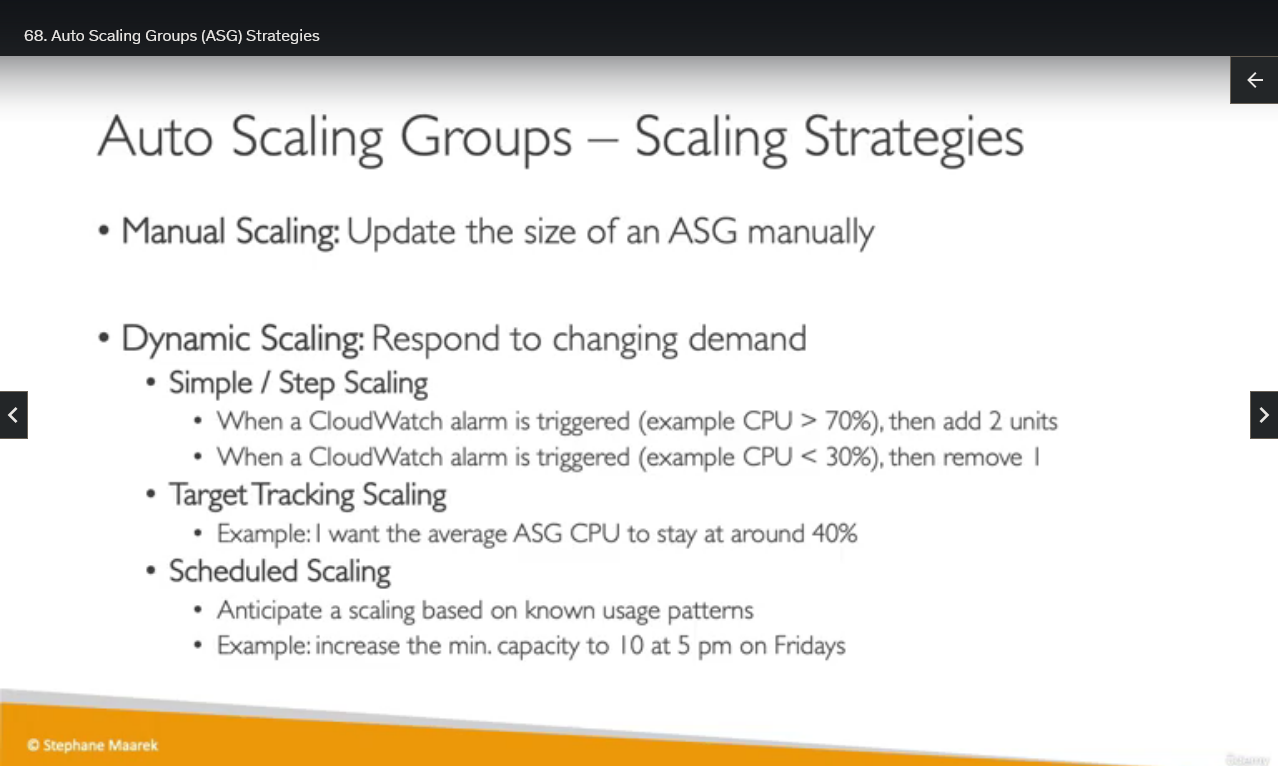 68. Auto Scaling Groups (ASG) Strategies
Auto Scaling Groups – Scaling Strategies
• Manual Scaling: Update the size of an ASG manually
• Dynamic Scaling: Respond to changing demand
• Simple / Step Scaling
• When a CloudWatch alarm is triggered (example CPU > 70%), then add 2 units
• When a CloudWatch alarm is triggered (example CPU < 30%), then remove 1
• Target Tracking Scaling
• Example: I want the average ASG CPU to stay at around 40%
• Scheduled Scaling
• Anticipate a scaling based on known usage patterns
• Example: increase the min. capacity to 10 at 5 pm on Fridays
© Stephane Maarek
Udemy